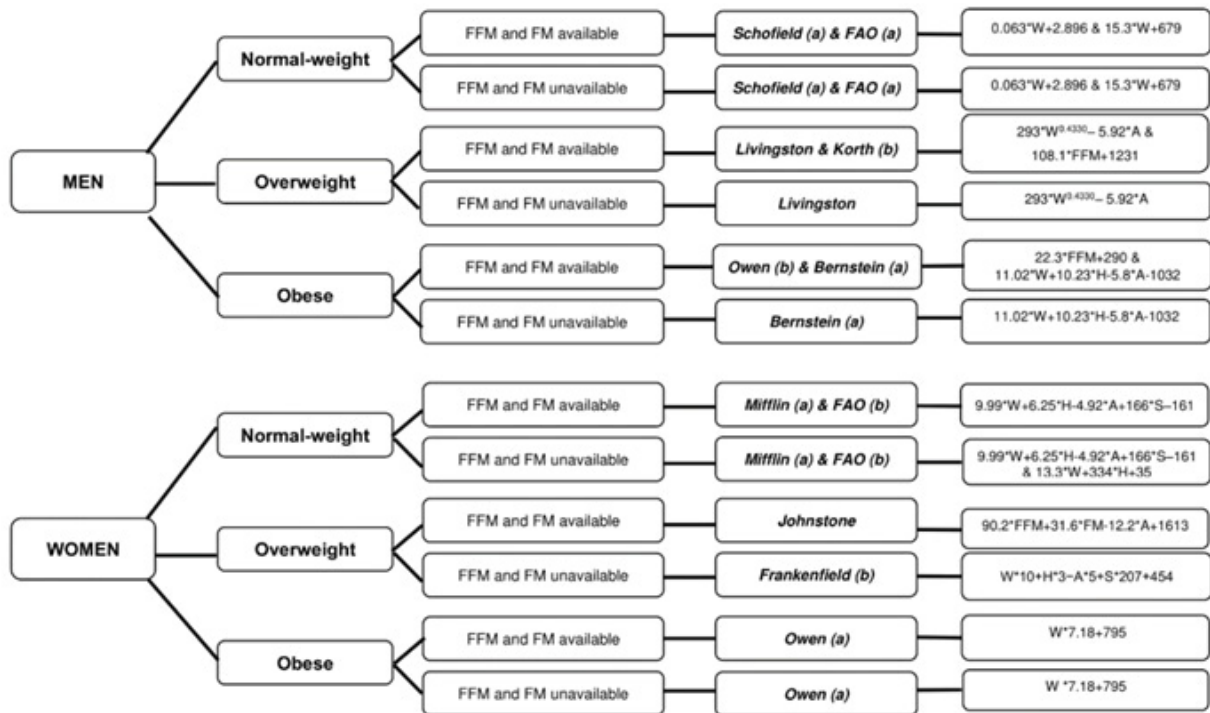 MEN
Normal-weight
FFM and FM available
Schofield (a) & FAO (a)
0.063*W+2.896 & 15.3*W+679
FFM and FM unavailable
Schofield (a) & FAO (a)
0.063*W+2.896 & 15.3*W+679
Overweight
FFM and FM available
Livingston & Korth (b)
293*W^0.4330– 5.92*A &
108.1*FFM+1231
FFM and FM unavailable
Livingston
293*W^0.4330– 5.92*A
Obese
FFM and FM available
Owen (b) & Bernstein (a)
22.3*FFM+290 &
11.02*W+10.23*H-5.8*A-1032
FFM and FM unavailable
Bernstein (a)
11.02*W+10.23*H-5.8*A-1032
WOMEN
Normal-weight
FFM and FM available
Mifflin (a) & FAO (b)
9.99*W+6.25*H-4.92*A+166*S–161
FFM and FM unavailable
Mifflin (a) & FAO (b)
9.99*W+6.25*H-4.92*A+166*S–161
& 13.3*W+334*H+35
Overweight
FFM and FM available
Johnstone
90.2*FFM+31.6*FM-12.2*A+1613
FFM and FM unavailable
Frankenfield (b)
W*10+H*3−A*5+S*207+454
Obese
FFM and FM available
Owen (a)
W*7.18+795
FFM and FM unavailable
Owen (a)
W *7.18+795